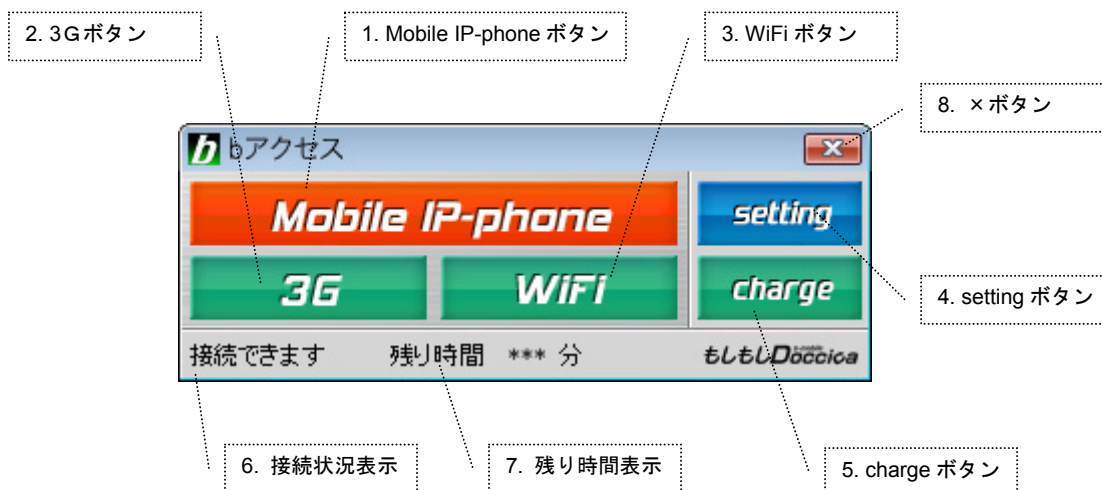 2. 3Gボタン
1. Mobile IP-phone ボタン
3. WiFi ボタン
8. ×ボタン
b bアクセス
Mobile IP-phone
setting
3G
WiFi
charge
4. setting ボタン
接続できます 残り時間 *** 分 もしもしDoccica
6. 接続状況表示
7. 残り時間表示
5. charge ボタン